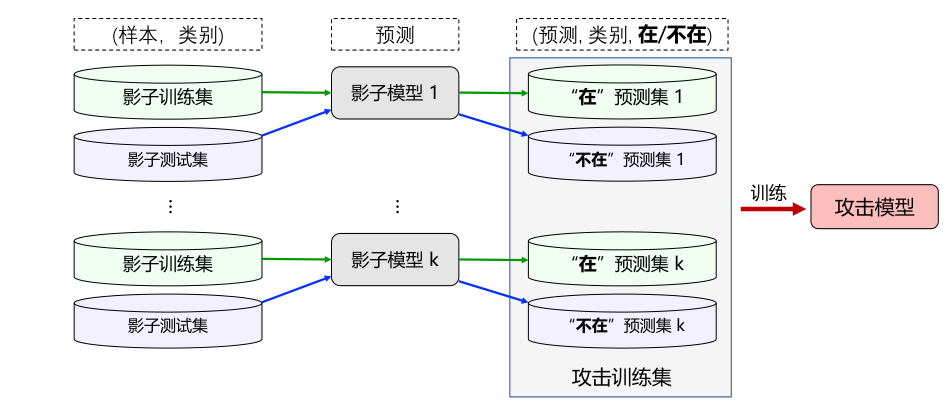 (样本, 类别)
预测
(预测, 类别, 在/不在)
影子训练集
影子模型 1
“在” 预测集 1
影子测试集
“不在” 预测集 1
⋮
⋮
训练
攻击模型
影子训练集
影子模型 k
“在” 预测集 k
影子测试集
“不在” 预测集 k
攻击训练集